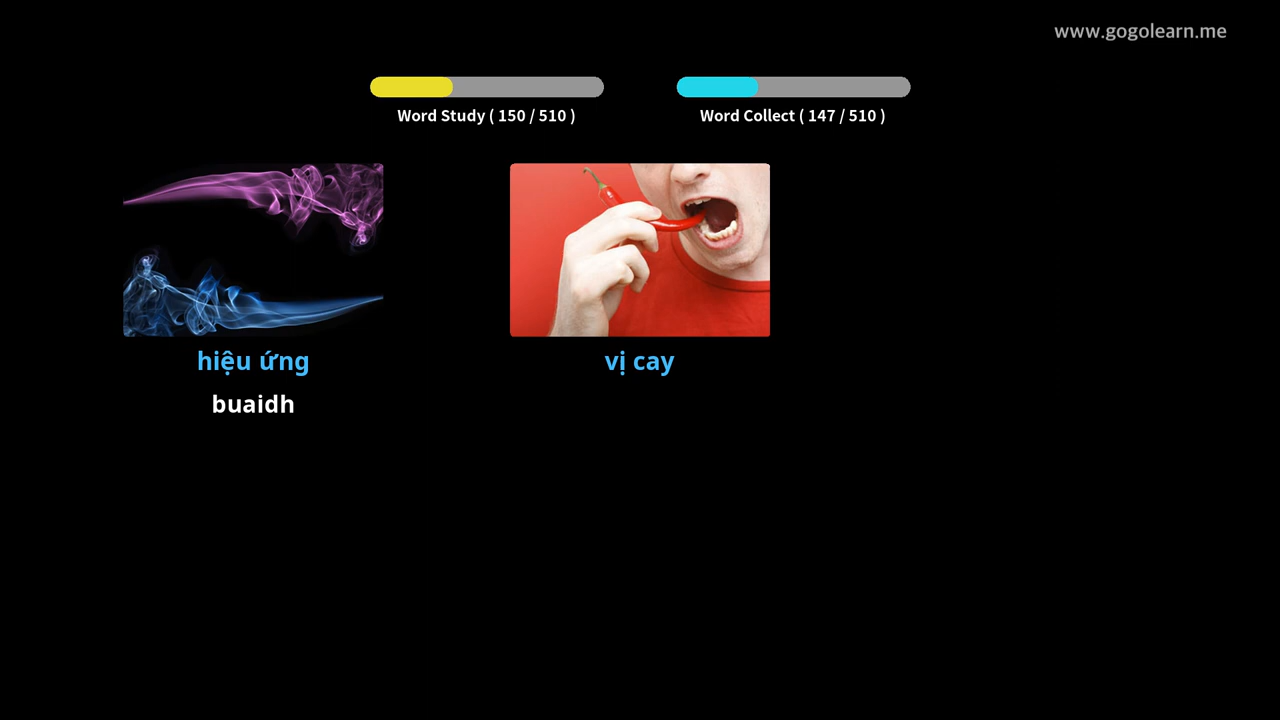 www.gogolearn.me
Word Study ( 150 / 510 )
Word Collect ( 147 / 510 )
hiệu ứng
buaidh
vị cay